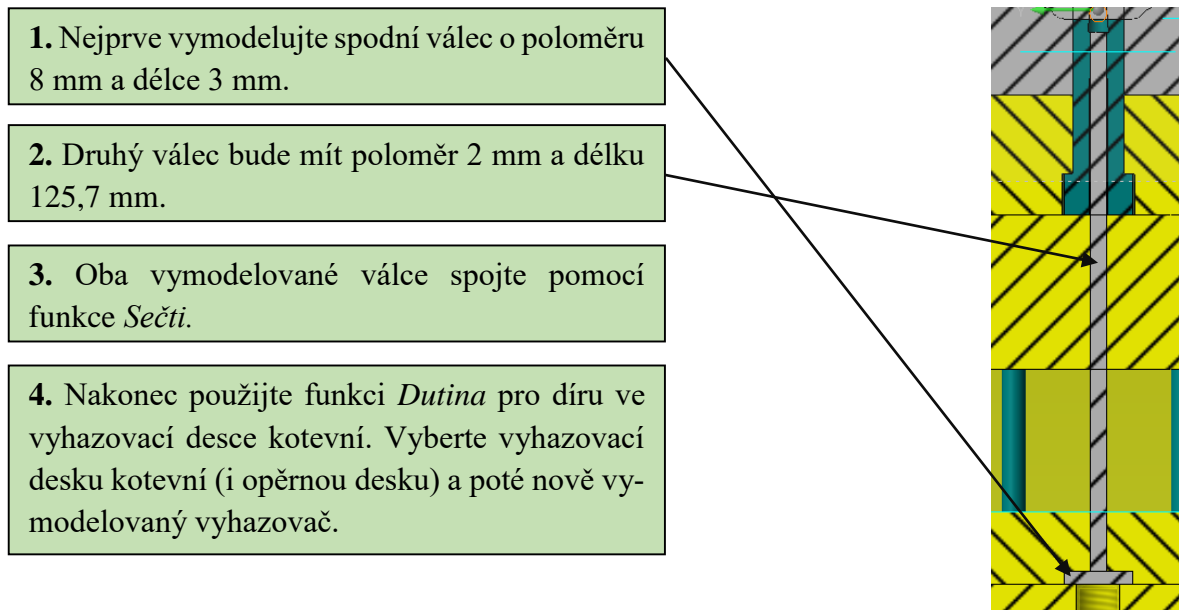 1. Nejprve vymodelujte spodní válec o poloměru
8 mm a délce 3 mm.
2. Druhý válec bude mít poloměr 2 mm a délku
125,7 mm.
3. Oba vymodelované válce spojte pomocí
funkce Sečti.
4. Nakonec použijte funkci Dutina pro díru ve
vyhazovací desce kotevní. Vyberte vyhazovací
desku kotevní (i opěrnou desku) a poté nově vy-
modelovaný vyhazovač.